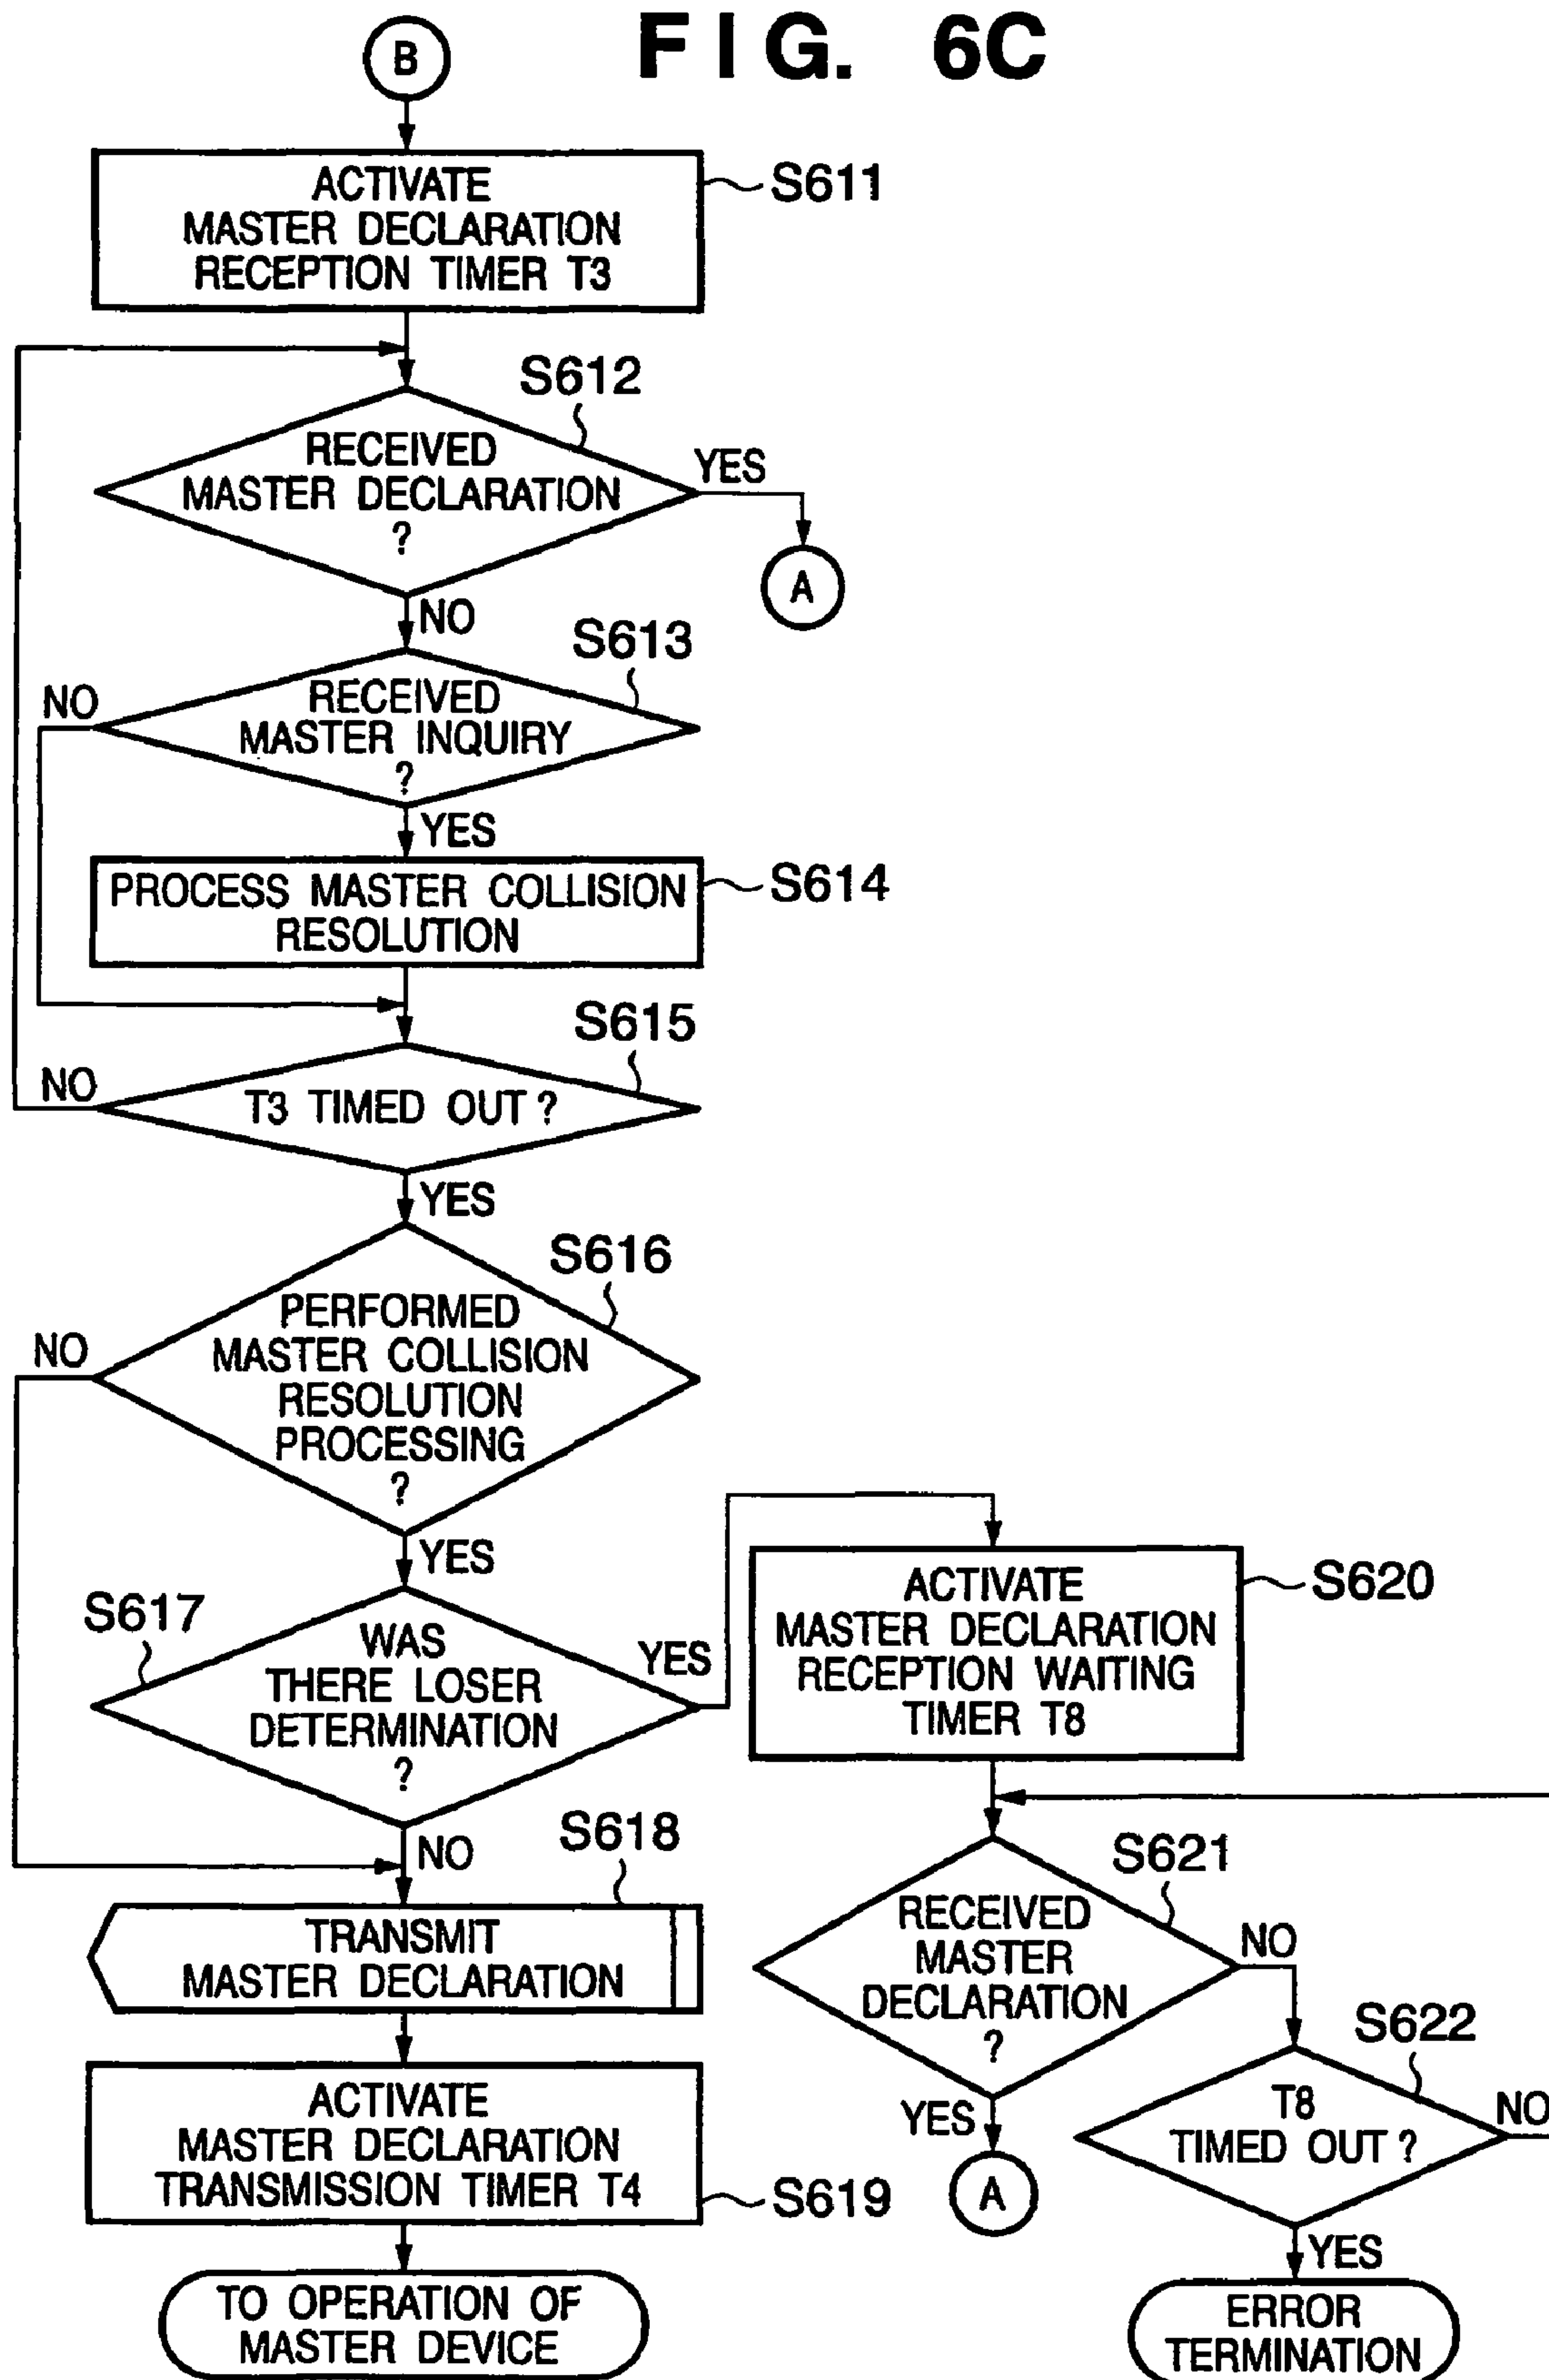 FIG. 6C
B
ACTIVATE
MASTER DECLARATION
RECEPTION TIMER T3
S611
S612
RECEIVED
MASTER DECLARATION
?
YES
A
NO
S613
RECEIVED
MASTER INQUIRY
?
NO
YES
PROCESS MASTER COLLISION
RESOLUTION
S614
S615
T3 TIMED OUT ?
NO
YES
S616
PERFORMED
MASTER COLLISION
RESOLUTION
PROCESSING
?
NO
YES
S617
WAS
THERE LOSER
DETERMINATION
?
YES
NO
S618
TRANSMIT
MASTER DECLARATION
ACTIVATE
MASTER DECLARATION
TRANSMISSION TIMER T4
S619
TO OPERATION OF
MASTER DEVICE
ACTIVATE
MASTER DECLARATION
RECEPTION WAITING
TIMER T8
S620
S621
RECEIVED
MASTER
DECLARATION
?
NO
YES
A
S622
T8
TIMED OUT ?
NO
YES
ERROR
TERMINATION